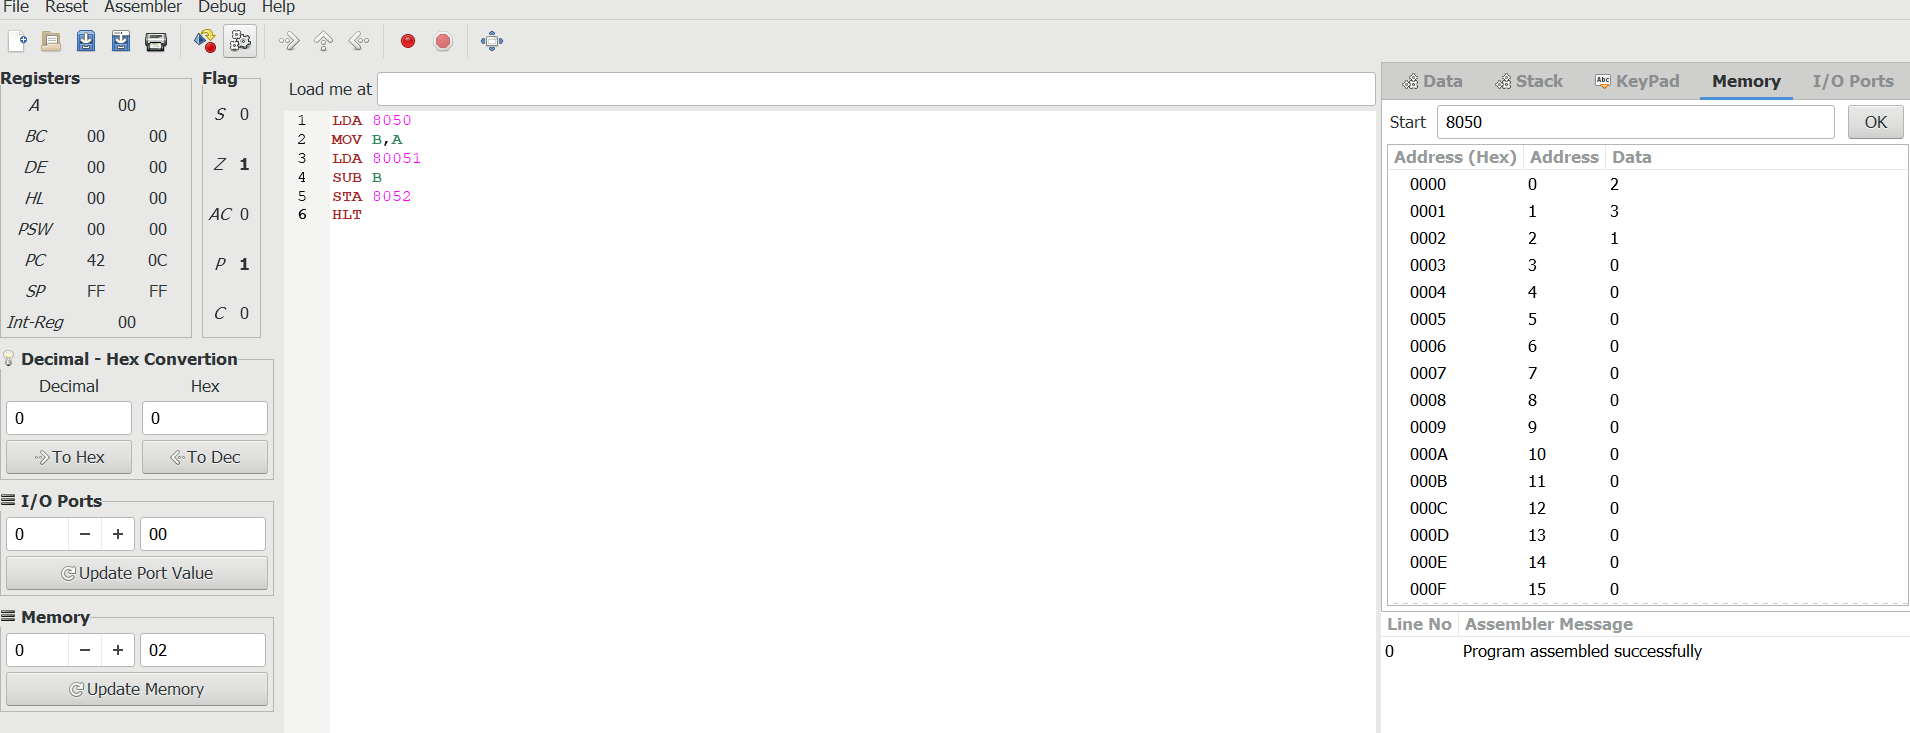 File Reset Assembler Debug Help
Registers
A 00
BC 00 00
DE 00 00
HL 00 00
PSW 00 00
PC 42 0C
SP FF FF
Int-Reg 00
Flag
S 0
Z 1
AC 0
P 1
C 0
Decimal - Hex Convertion
Decimal Hex
0 0
To Hex To Dec
I/O Ports
0 − + 00
Update Port Value
Memory
0 − + 02
Update Memory
Load me at
1 LDA 8050
2 MOV B,A
3 LDA 80051
4 SUB B
5 STA 8052
6 HLT
Data Stack Abc KeyPad Memory I/O Ports
Start 8050 OK
Address (Hex) Address Data
0000 0 2
0001 1 3
0002 2 1
0003 3 0
0004 4 0
0005 5 0
0006 6 0
0007 7 0
0008 8 0
0009 9 0
000A 10 0
000B 11 0
000C 12 0
000D 13 0
000E 14 0
000F 15 0
Line No Assembler Message
0 Program assembled successfully